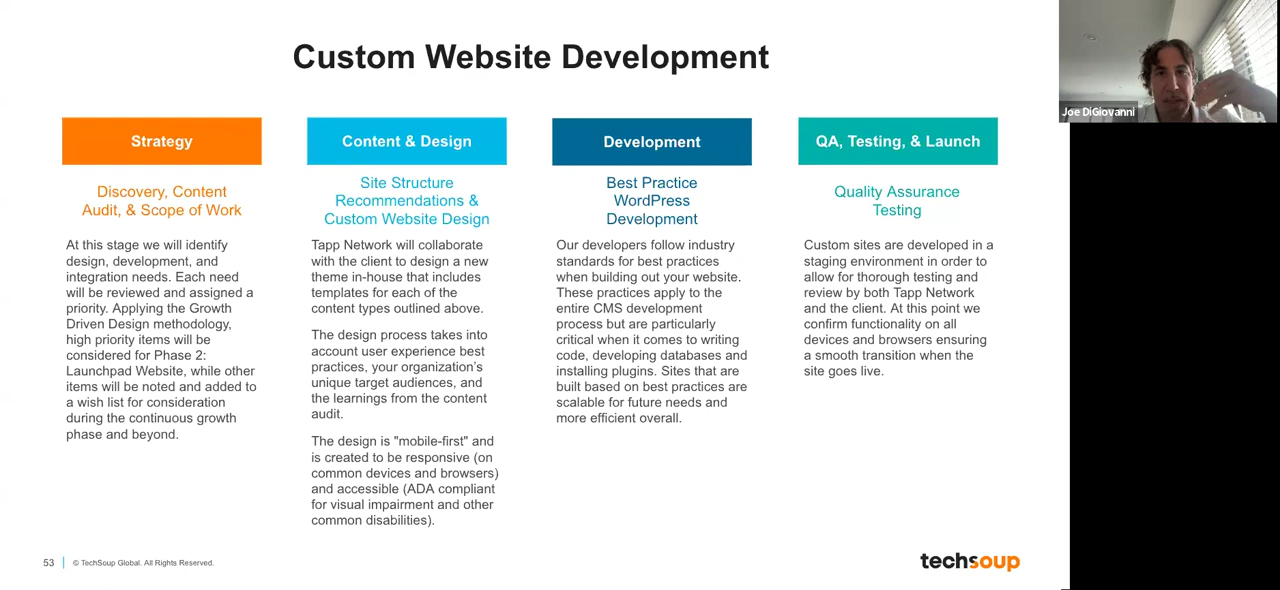 Custom Website Development
Strategy
Discovery, Content
Audit, & Scope of Work
At this stage we will identify
design, development, and
integration needs. Each need
will be reviewed and assigned a
priority. Applying the Growth
Driven Design methodology,
high priority items will be
considered for Phase 2:
Launchpad Website, while other
items will be noted and added to
a wish list for consideration
during the continuous growth
phase and beyond.
Content & Design
Site Structure
Recommendations &
Custom Website Design
Tapp Network will collaborate
with the client to design a new
theme in-house that includes
templates for each of the
content types outlined above.
The design process takes into
account user experience best
practices, your organization's
unique target audiences, and
the learnings from the content
audit.
The design is "mobile-first" and
is created to be responsive (on
common devices and browsers)
and accessible (ADA compliant
for visual impairment and other
common disabilities).
Development
Best Practice
WordPress
Development
Our developers follow industry
standards for best practices
when building out your website.
These practices apply to the
entire CMS development
process but are particularly
critical when it comes to writing
code, developing databases and
installing plugins. Sites that are
built based on best practices are
scalable for future needs and
more efficient overall.
QA, Testing, & Launch
Quality Assurance
Testing
Custom sites are developed in a
staging environment in order to
allow for thorough testing and
review by both Tapp Network
and the client. At this point we
confirm functionality on all
devices and browsers ensuring
a smooth transition when the
site goes live.
53
© TechSoup Global. All Rights Reserved.
techsoup
Joe DiGiovanni